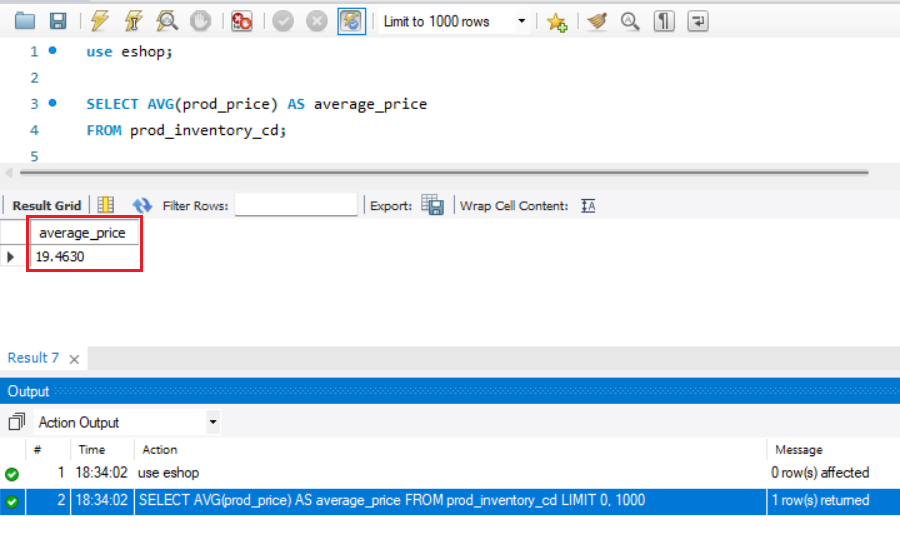 Limit to 1000 rows
1 use eshop;
2
3 SELECT AVG(prod_price) AS average_price
4 FROM prod_inventory_cd;
5
Result Grid Filter Rows: Export: Wrap Cell Content:
average_price
19.4630
Result 7
Output
Action Output
# Time Action Message
1 18:34:02 use eshop 0 row(s) affected
2 18:34:02 SELECT AVG(prod_price) AS average_price FROM prod_inventory_cd LIMIT 0, 1000 1 row(s) returned